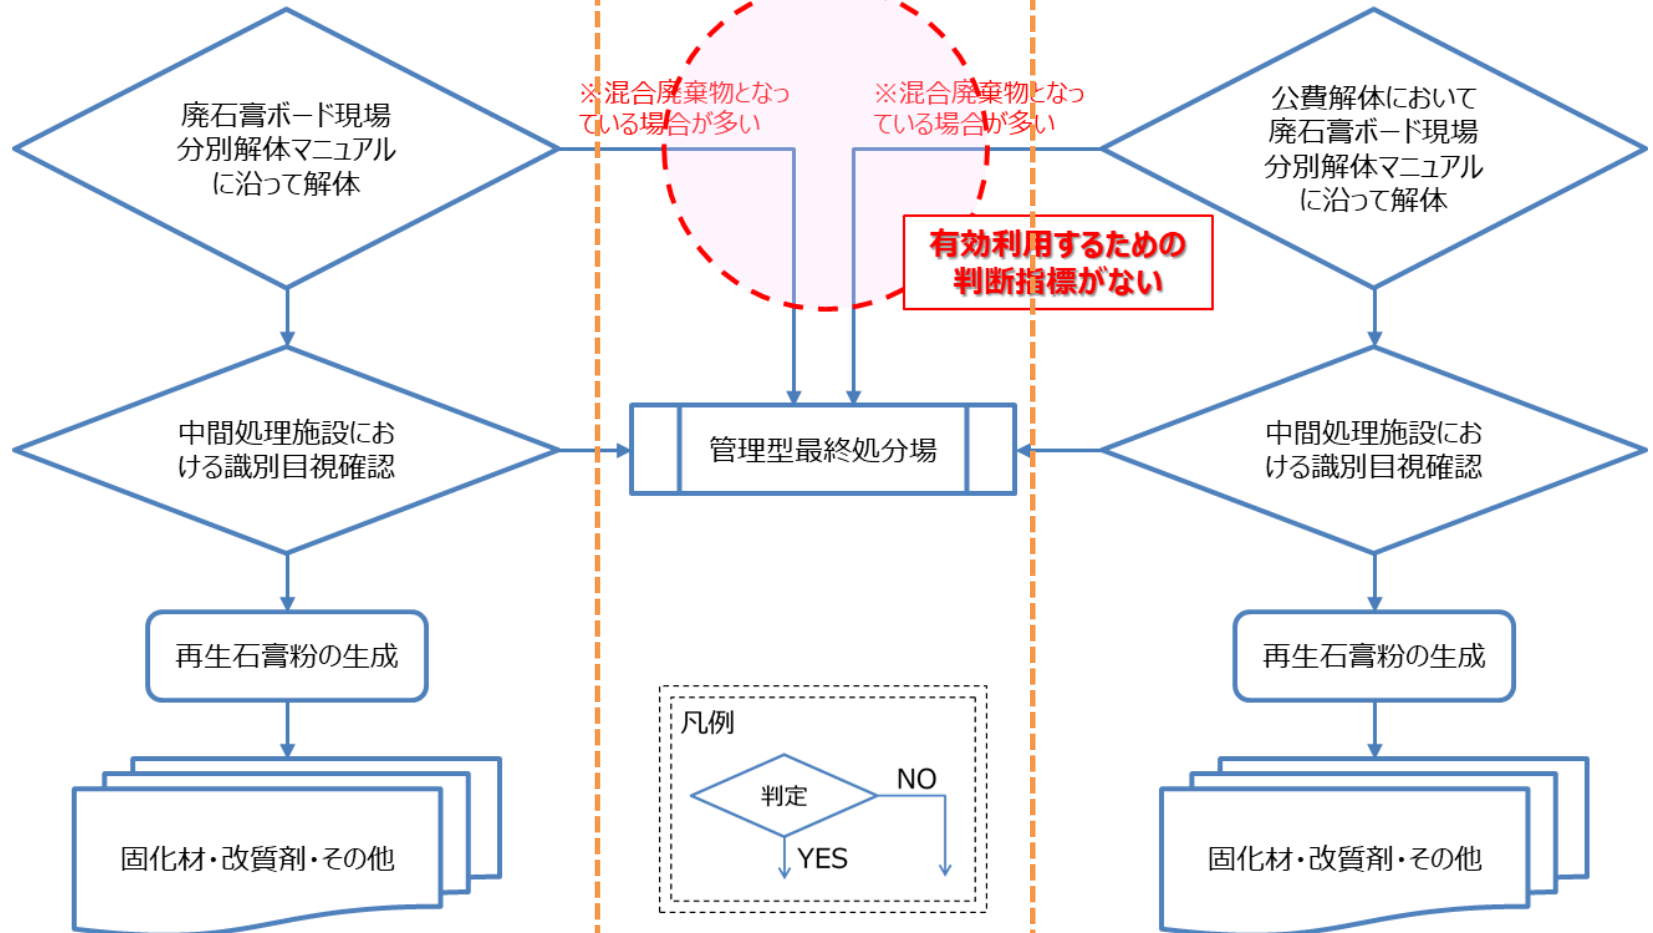 廃石膏ボード現場
分別解体マニュアル
に沿って解体
※混合廃棄物となっ
ている場合が多い
※混合廃棄物となっ
ている場合が多い
公費解体において
廃石膏ボード現場
分別解体マニュアル
に沿って解体
有効利用するための
判断指標がない
中間処理施設にお
ける識別目視確認
管理型最終処分場
中間処理施設にお
ける識別目視確認
再生石膏粉の生成
再生石膏粉の生成
凡例
判定
NO
YES
固化材・改質剤・その他
固化材・改質剤・その他